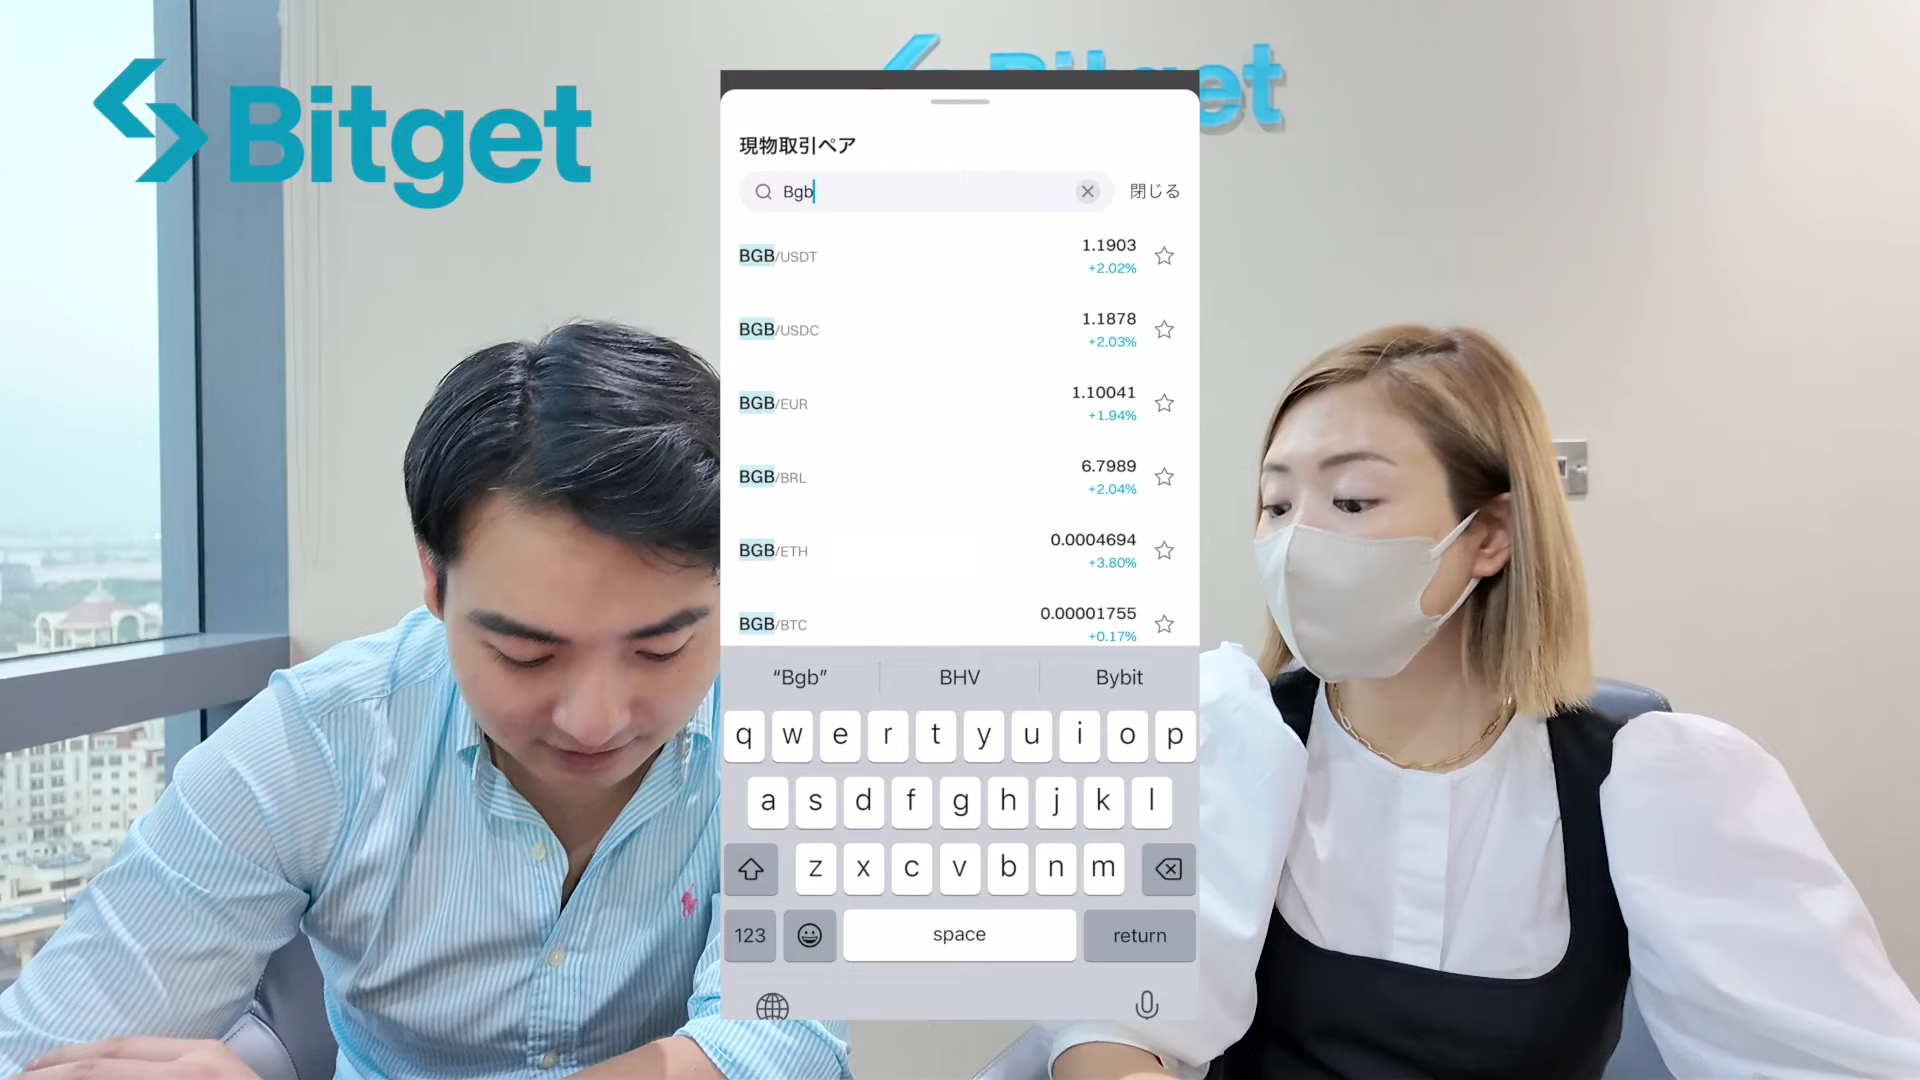 Bitget
Bitget
現物取引ペア
Bgb
閉じる
BGB/USDT
1.1903
+2.02%
BGB/USDC
1.1878
+2.03%
BGB/EUR
1.10041
+1.94%
BGB/BRL
6.7989
+2.04%
BGB/ETH
0.0004694
+3.80%
BGB/BTC
0.00001755
+0.17%
“Bgb” BHV Bybit
q w e r t y u i o p
a s d f g h j k l
z x c v b n m
123 space return